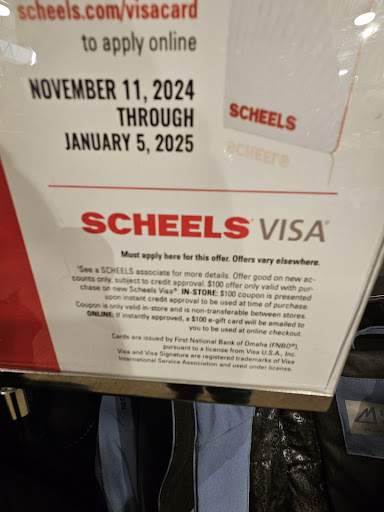 scheels.com/visacard
to apply online
NOVEMBER 11, 2024
THROUGH
JANUARY 5, 2025
SCHEELS
SCHEELS VISA®
Must apply here for this offer. Offers vary elsewhere.
*See a SCHEELS associate for more details. Offer good on new ac-
counts only, subject to credit approval. $100 offer only valid with pur-
chase on new Scheels Visa®. IN-STORE: $100 coupon is presented
upon instant credit approval to be used at time of purchase.
Coupon is only valid in-store and is non-transferable between stores.
ONLINE: If instantly approved, a $100 e-gift card will be emailed to
you to be used at online checkout.
Cards are issued by First National Bank of Omaha (FNBO®),
pursuant to a license from Visa U.S.A., Inc.
Visa and Visa Signature are registered trademarks of Visa
International Service Association and used under license.